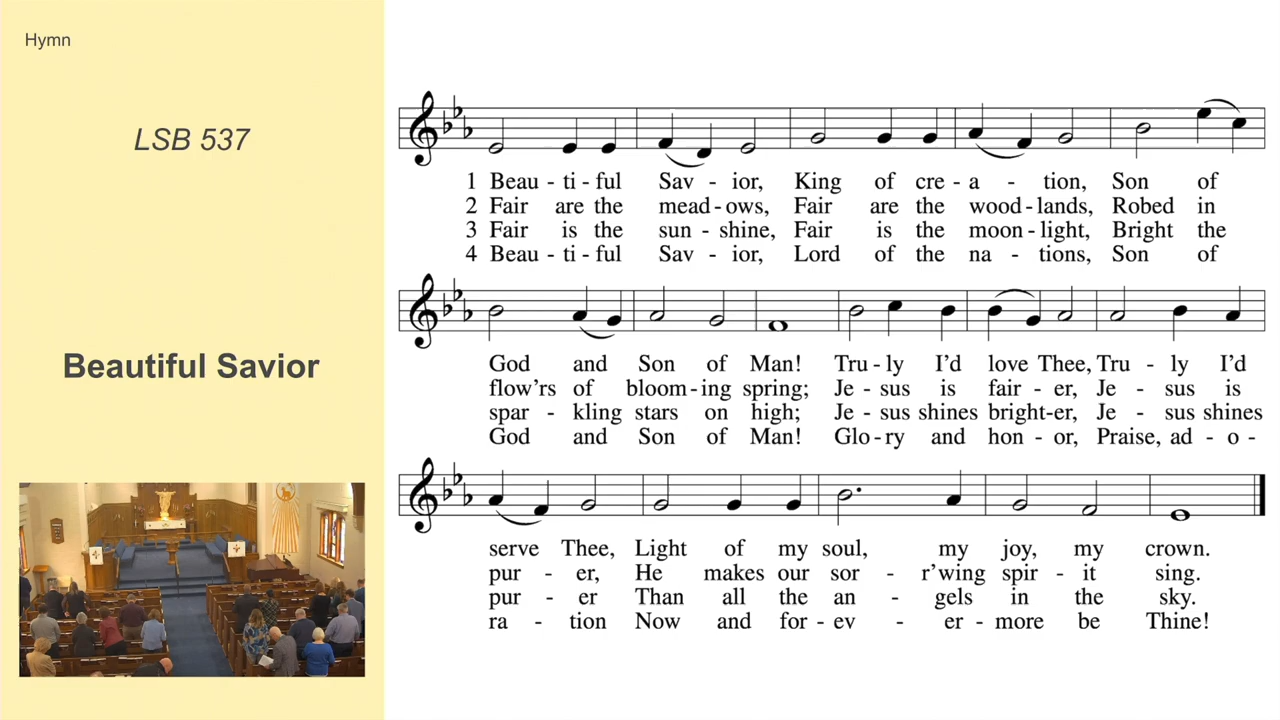 Hymn
LSB 537
Beautiful Savior
1 Beau - ti - ful Sav - ior, King of cre - a - tion, Son of
2 Fair are the mead - ows, Fair are the wood - lands, Robed in
3 Fair is the sun - shine, Fair is the moon - light, Bright the
4 Beau - ti - ful Sav - ior, Lord of the na - tions, Son of
God and Son of Man! Tru - ly I'd love Thee, Tru - ly I'd
flow'rs of bloom - ing spring; Je - sus is fair - er, Je - sus is
spar - kling stars on high; Je - sus shines bright - er, Je - sus shines
God and Son of Man! Glo - ry and hon - or, Praise, ad - o -
serve Thee, Light of my soul, my joy, my crown.
pur - er, He makes our sor - r'wing spir - it sing.
pur - er Than all the an - gels in the sky.
ra - tion Now and for - ev - er - more be Thine!